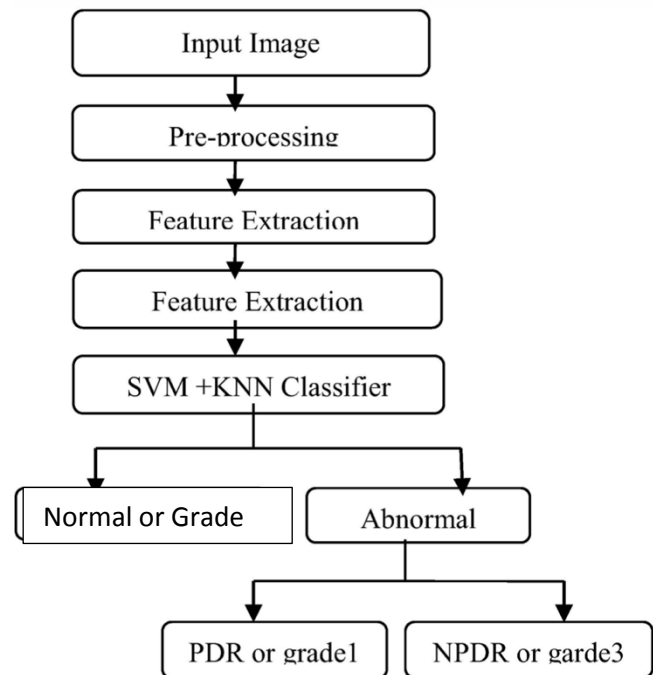 Input Image
Pre-processing
Feature Extraction
Feature Extraction
SVM +KNN Classifier
Normal or Grade
Abnormal
PDR or grade1
NPDR or garde3